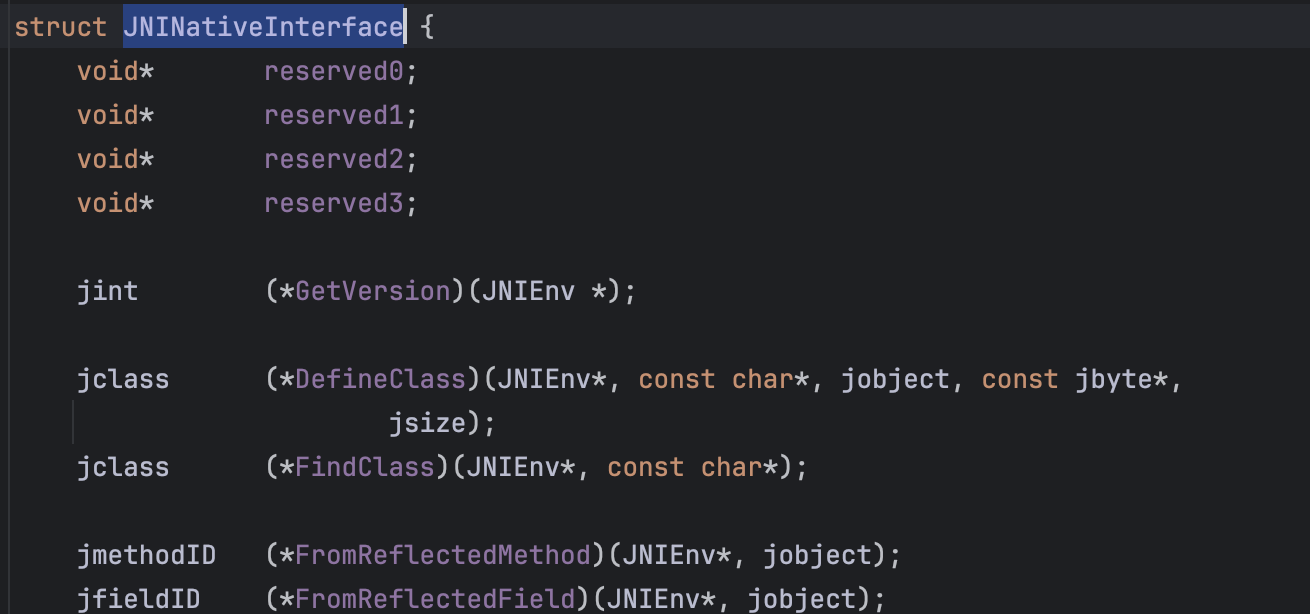 struct JNINativeInterface {
    void*       reserved0;
    void*       reserved1;
    void*       reserved2;
    void*       reserved3;

    jint        (*GetVersion)(JNIEnv *);

    jclass      (*DefineClass)(JNIEnv*, const char*, jobject, const jbyte*,
                        jsize);
    jclass      (*FindClass)(JNIEnv*, const char*);

    jmethodID   (*FromReflectedMethod)(JNIEnv*, jobject);
    jfieldID    (*FromReflectedField)(JNIEnv*, jobject);